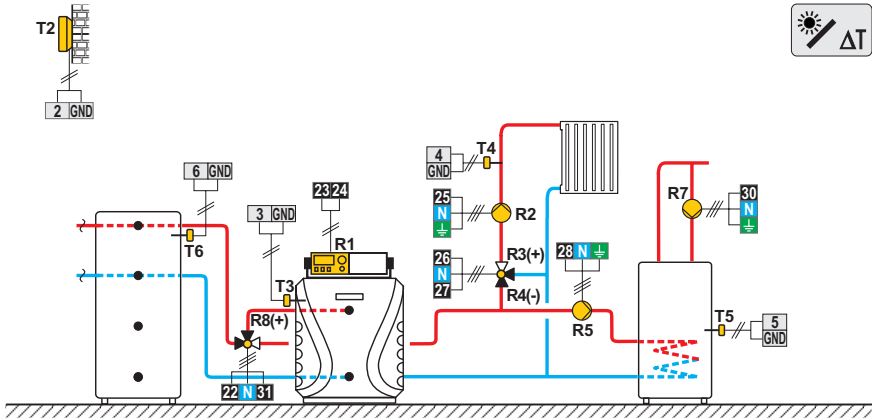 T2
ΔT
2 GND
4
GND
T4
6 GND
23 24
25
N
R2
R7
30
N
3 GND
R1
T6
R3(+)
28 N
26
N
27
T3
R4(-)
R8(+)
R5
T5
5
GND
22 N 31